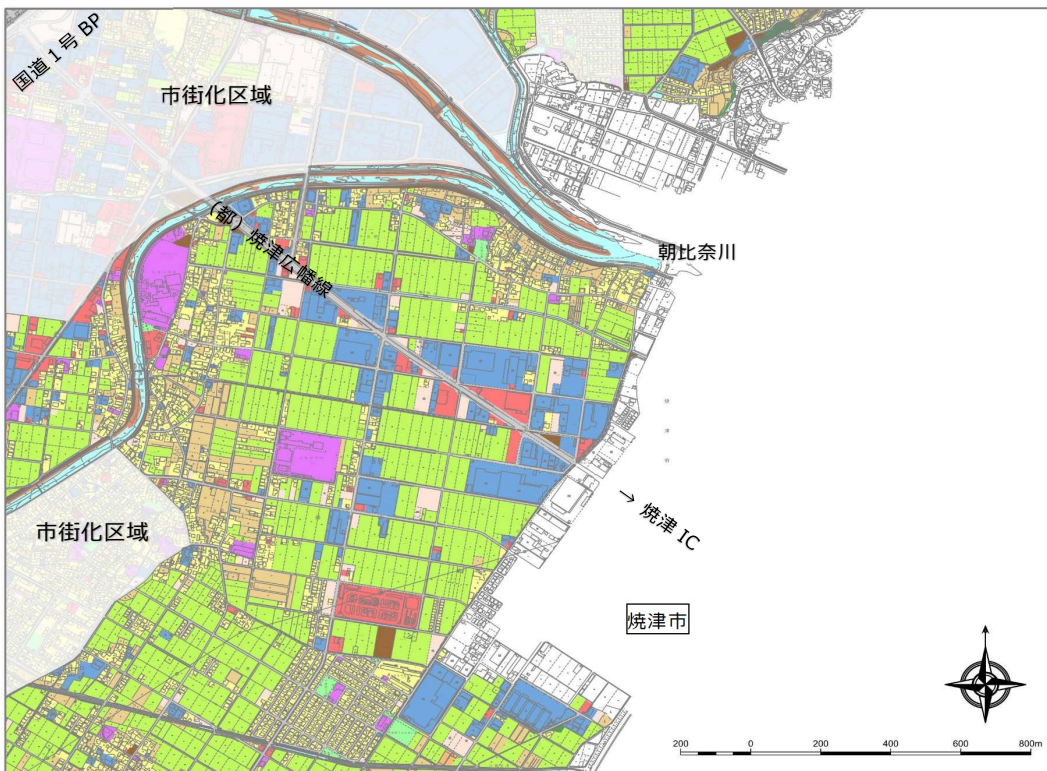 国道1号 BP
市街化区域
(都) 焼津広幡線
朝比奈川
市街化区域
→ 焼津 IC
焼津市
200 0 200 400 600 800m